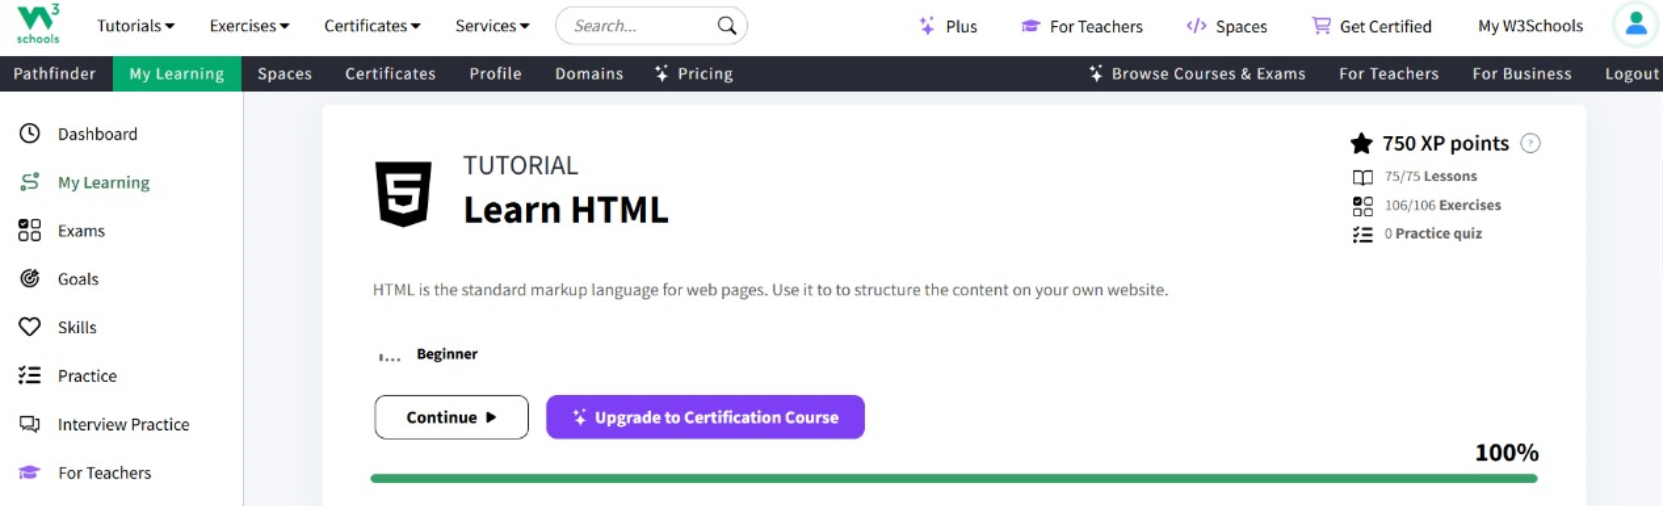 W3 schools
Tutorials Exercises Certificates Services Search... Plus For Teachers Spaces Get Certified My W3Schools
Pathfinder My Learning Spaces Certificates Profile Domains Pricing Browse Courses & Exams For Teachers For Business Logout
Dashboard
My Learning
Exams
Goals
Skills
Practice
Interview Practice
For Teachers
TUTORIAL
Learn HTML
750 XP points ?
75/75 Lessons
106/106 Exercises
0 Practice quiz
HTML is the standard markup language for web pages. Use it to to structure the content on your own website.
Beginner
Continue Upgrade to Certification Course
100%